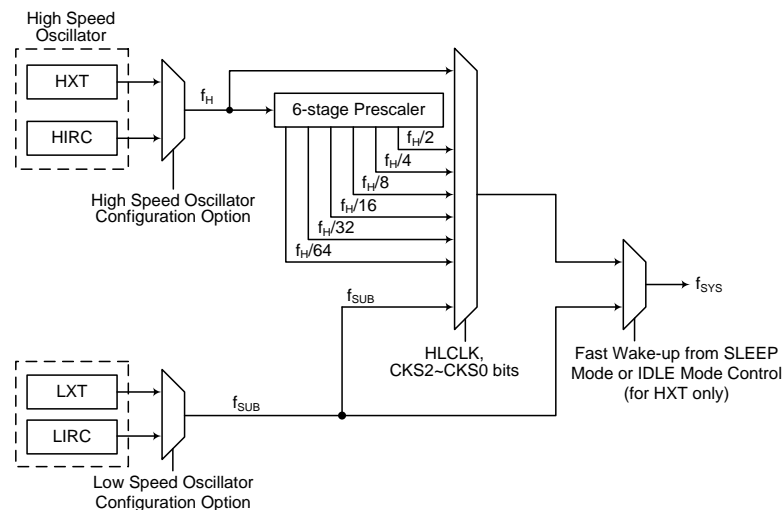 High Speed
Oscillator
HXT
HIRC
High Speed Oscillator
Configuration Option
fH
6-stage Prescaler
fH/2
fH/4
fH/8
fH/16
fH/32
fH/64
fSUB
HLCLK,
CKS2~CKS0 bits
fSYS
Fast Wake-up from SLEEP
Mode or IDLE Mode Control
(for HXT only)
LXT
LIRC
fSUB
Low Speed Oscillator
Configuration Option